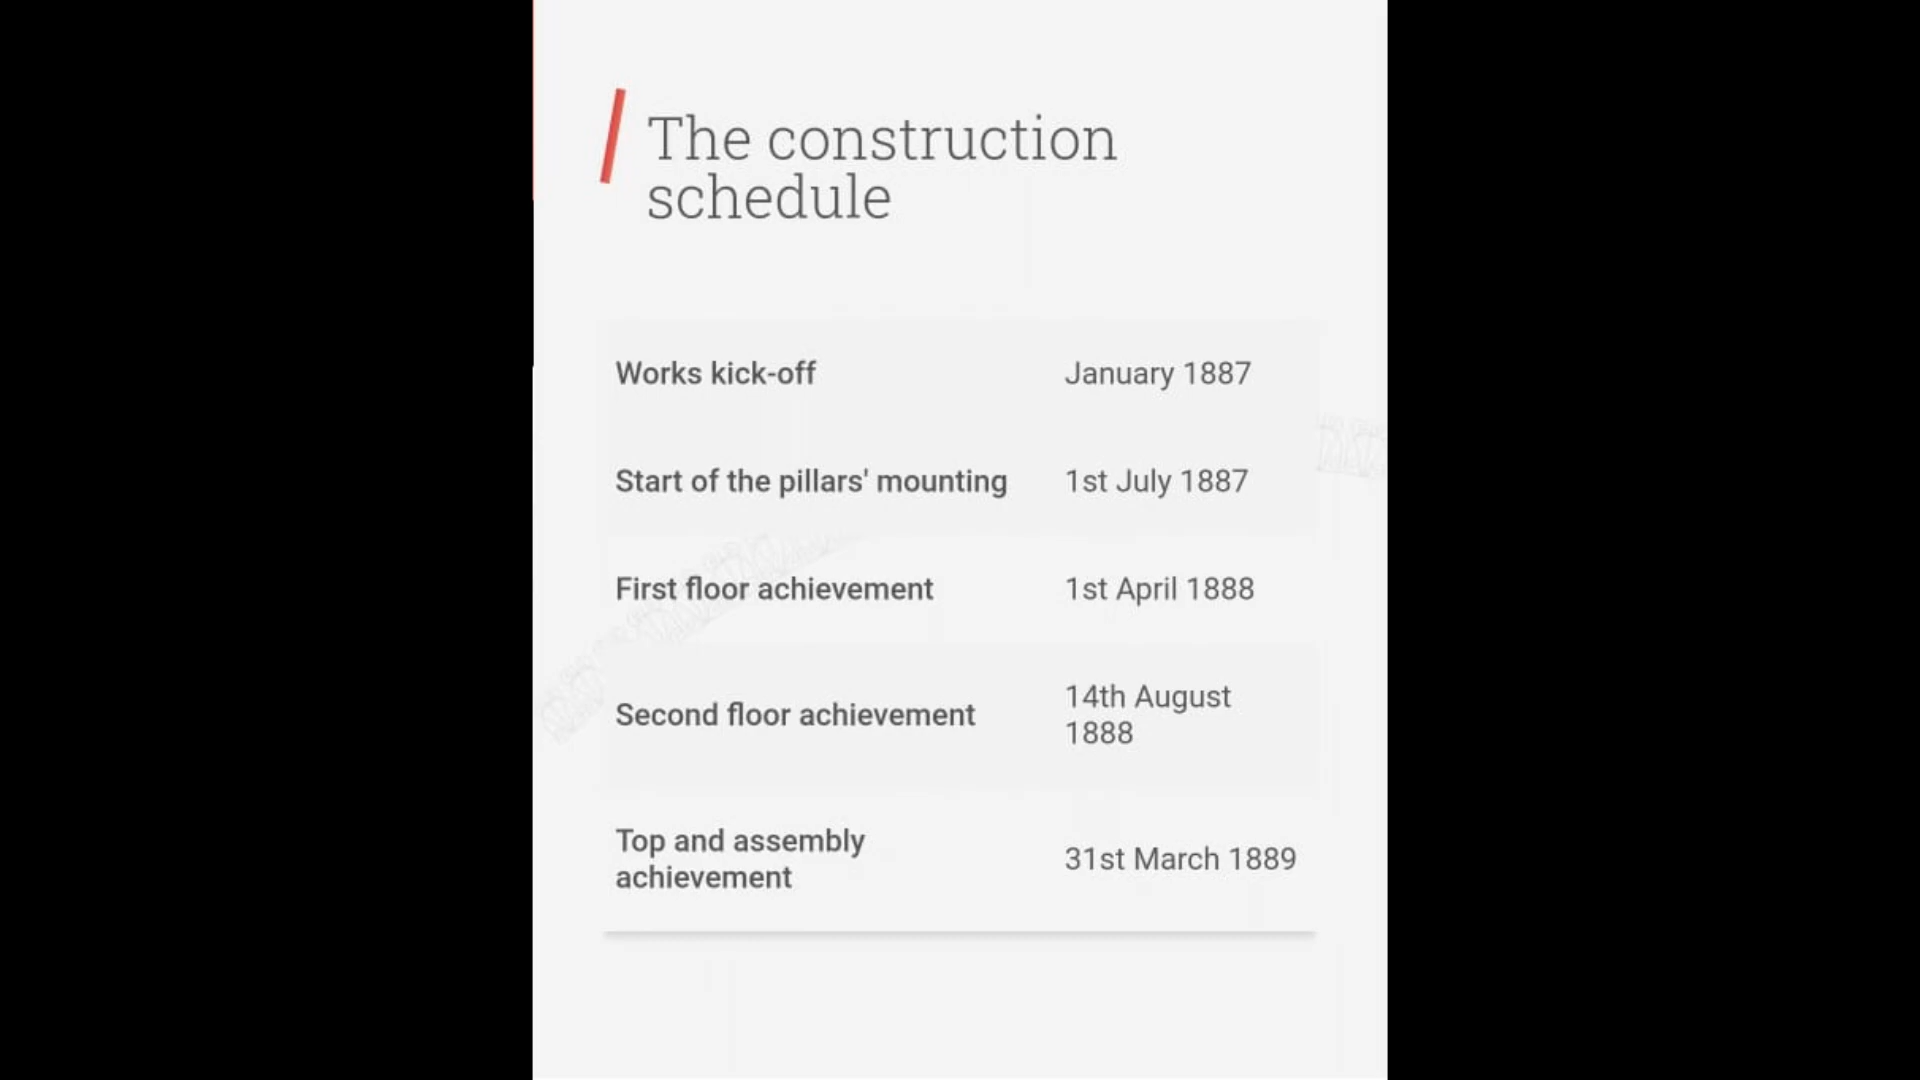 The construction
schedule
Works kick-off January 1887
Start of the pillars' mounting 1st July 1887
First floor achievement 1st April 1888
Second floor achievement 14th August
1888
Top and assembly
achievement 31st March 1889